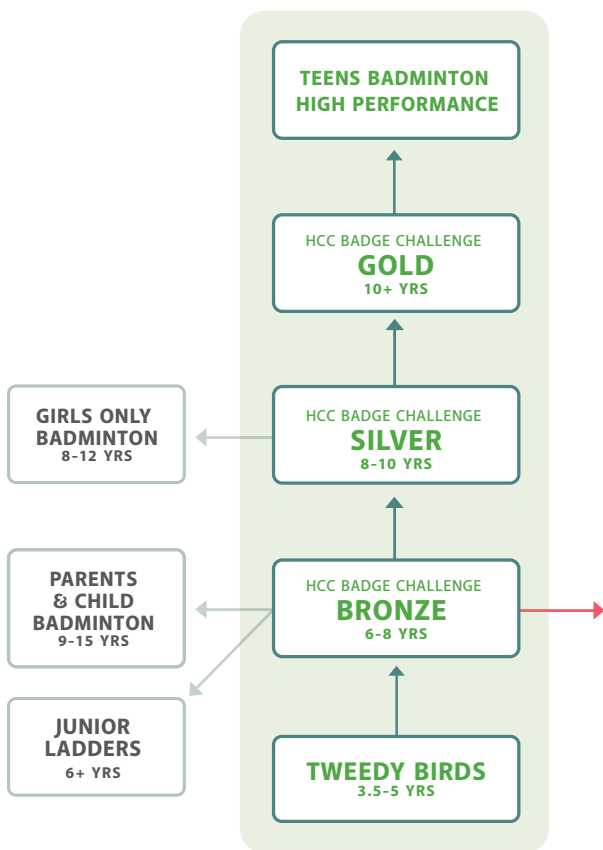 TEENS BADMINTON
HIGH PERFORMANCE
HCC BADGE CHALLENGE
GOLD
10+ YRS
GIRLS ONLY
BADMINTON
8-12 YRS
HCC BADGE CHALLENGE
SILVER
8-10 YRS
PARENTS
& CHILD
BADMINTON
9-15 YRS
HCC BADGE CHALLENGE
BRONZE
6-8 YRS
JUNIOR
LADDERS
6+ YRS
TWEEDY BIRDS
3.5-5 YRS